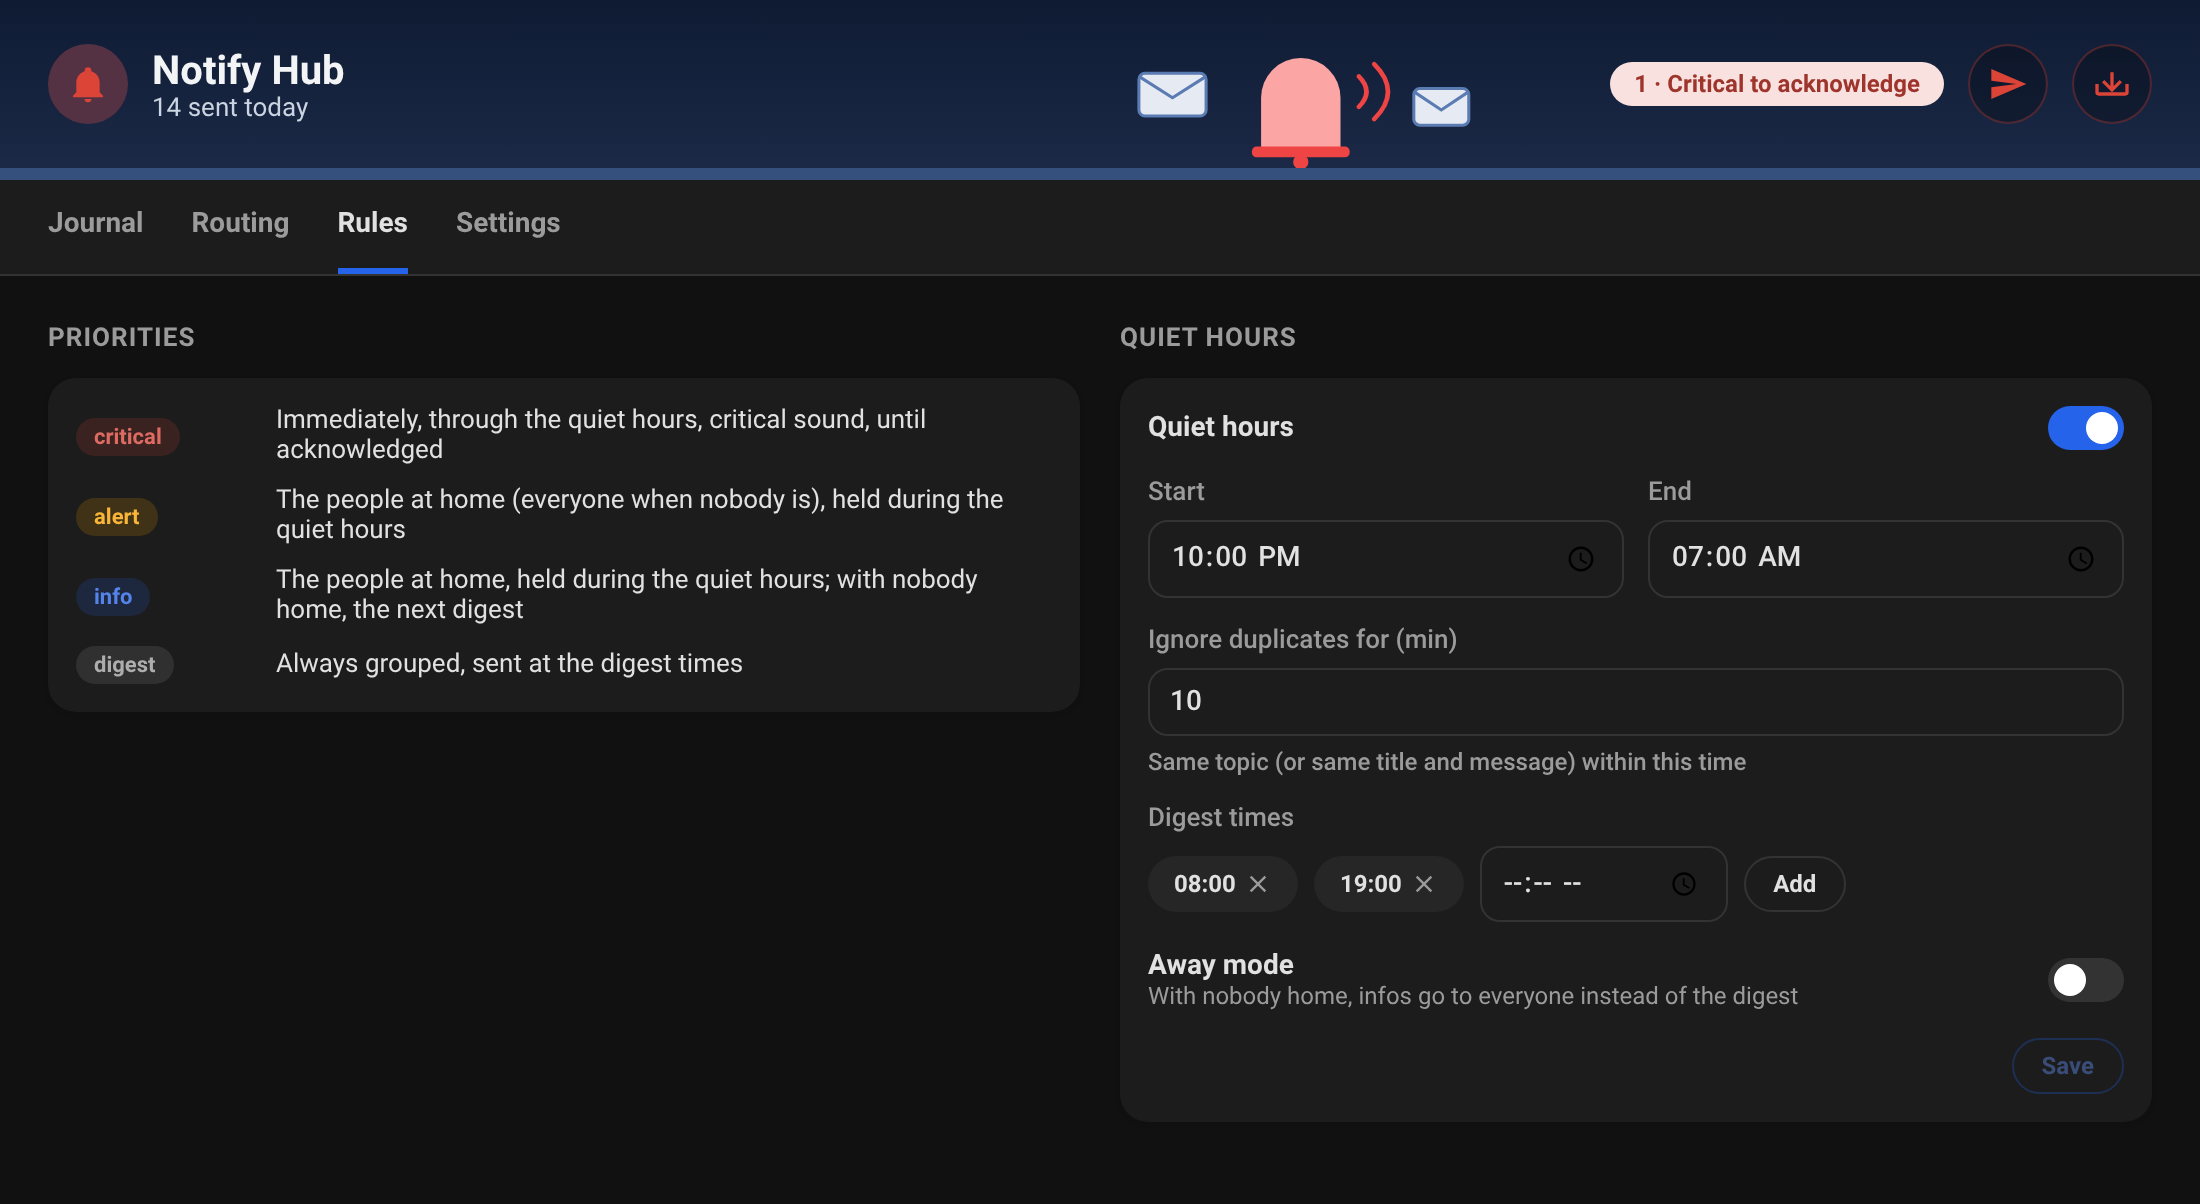 Notify Hub
14 sent today
1 · Critical to acknowledge
Journal
Routing
Rules
Settings
PRIORITIES
critical
Immediately, through the quiet hours, critical sound, until
acknowledged
alert
The people at home (everyone when nobody is), held during the
quiet hours
info
The people at home, held during the quiet hours; with nobody
home, the next digest
digest
Always grouped, sent at the digest times
QUIET HOURS
Quiet hours
Start
End
10:00 PM
07:00 AM
Ignore duplicates for (min)
10
Same topic (or same title and message) within this time
Digest times
08:00
19:00
--:-- --
Add
Away mode
With nobody home, infos go to everyone instead of the digest
Save